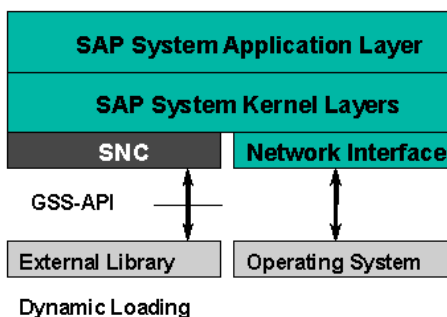 SAP System Application Layer
SAP System Kernel Layers
SNC
Network Interface
GSS-API
External Library
Operating System
Dynamic Loading